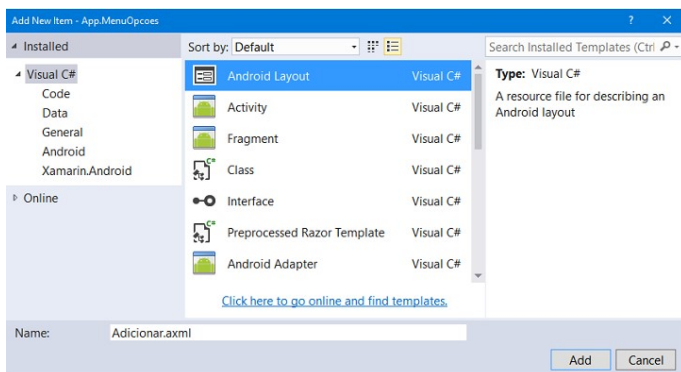 Add New Item - App.MenuOpcoes
Installed
Sort by: Default
Search Installed Templates (Ctrl
Visual C#
Code
Data
General
Android
Xamarin.Android
Online
Android Layout Visual C#
Activity Visual C#
Fragment Visual C#
Class Visual C#
Interface Visual C#
Preprocessed Razor Template Visual C#
Android Adapter Visual C#
Click here to go online and find templates.
Type: Visual C#
A resource file for describing an
Android layout
Name: Adicionar.axml
Add Cancel